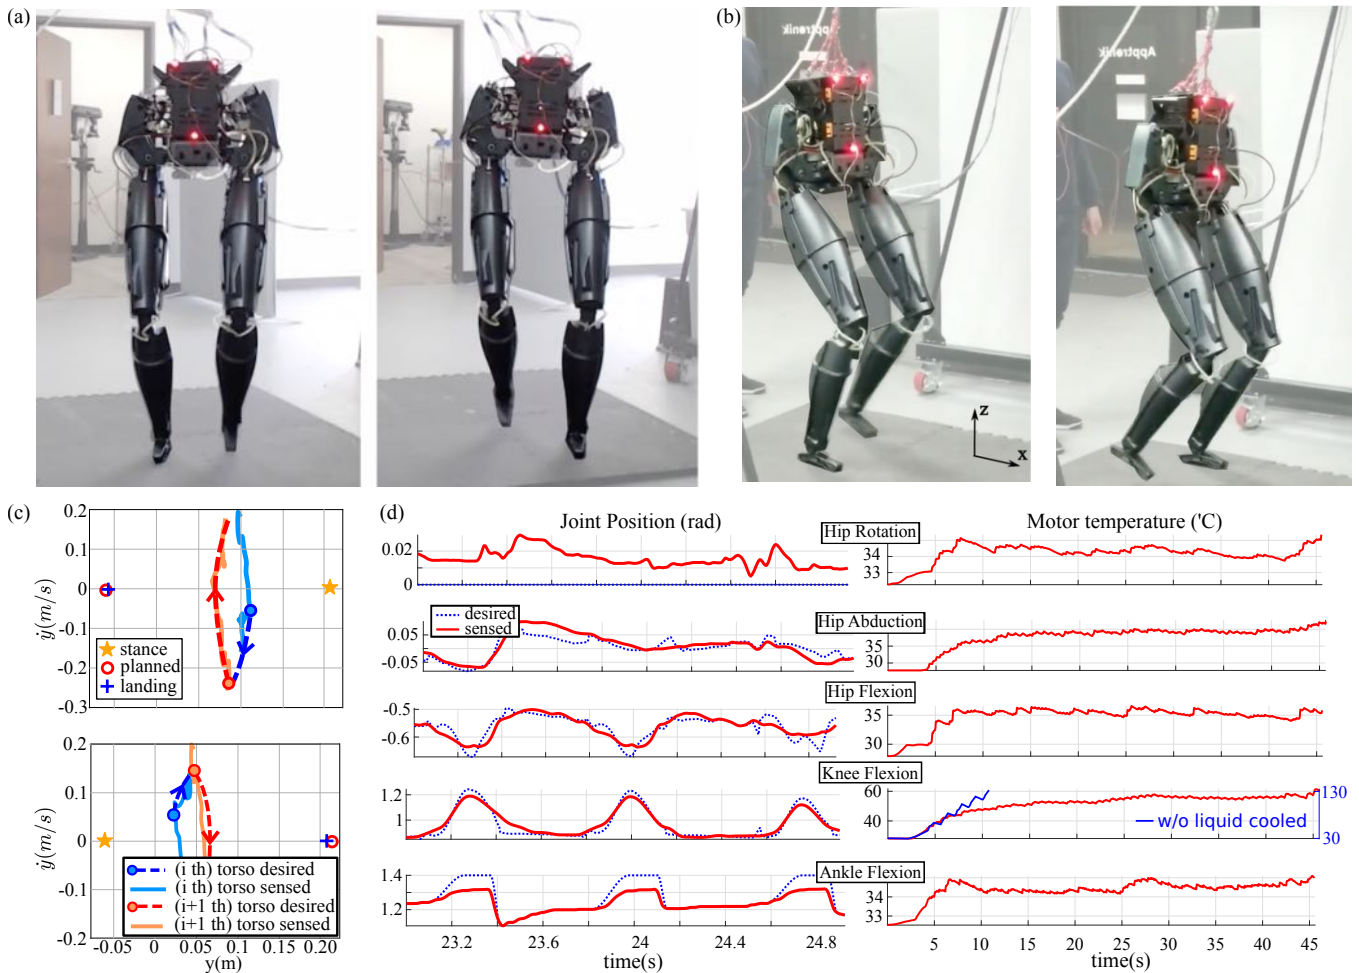 (a)
(b)
Apptronik
Apptronik
z
x
(c)
0.2
0.1
0
-0.1
-0.2
-0.3
ẏ(m/s)
stance
planned
landing
0.2
0.1
0
-0.1
-0.2
ẏ(m/s)
(i th) torso desired
(i th) torso sensed
(i+1 th) torso desired
(i+1 th) torso sensed
-0.05 0 0.05 0.10 0.15 0.20
y(m)
(d)
Joint Position (rad)
Motor temperature ('C)
Hip Rotation
0.02
0
34
33
desired
sensed
Hip Abduction
0.05
-0.05
35
30
Hip Flexion
-0.5
-0.6
35
30
Knee Flexion
1.2
1
60
40
130
30
w/o liquid cooled
Ankle Flexion
1.4
1.2
34
33
23.2 23.6 24 24.4 24.8
time(s)
5 10 15 20 25 30 35 40 45
time(s)